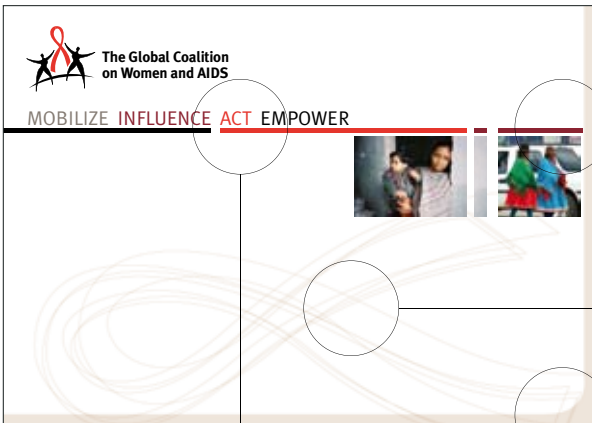 The Global Coalition
on Women and AIDS
MOBILIZE INFLUENCE ACT EMPOWER